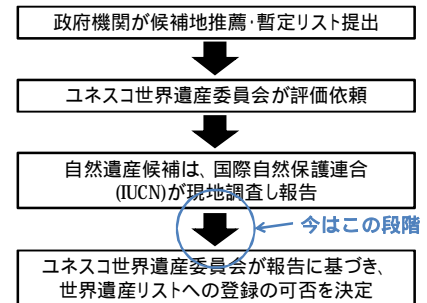 政府機関が候補地推薦･暫定リスト提出
ユネスコ世界遺産委員会が評価依頼
自然遺産候補は、国際自然保護連合
(IUCN)が現地調査し報告
今はこの段階
ユネスコ世界遺産委員会が報告に基づき、
世界遺産リストへの登録の可否を決定